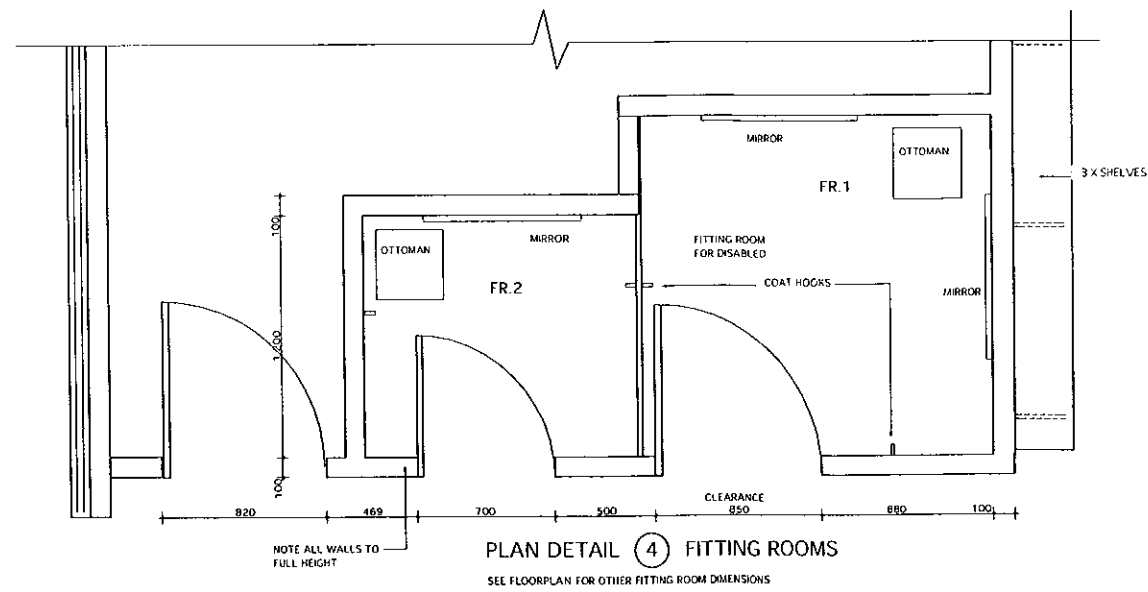 MIRROR
OTTOMAN
FR.1
3 X SHELVES
100
OTTOMAN
MIRROR
FITTING ROOM
FOR DISABLED
FR.2
COAT HOOKS
MIRROR
1,200
100
CLEARANCE
820
469
700
500
850
880
100
NOTE ALL WALLS TO
FULL HEIGHT
PLAN DETAIL 4 FITTING ROOMS
SEE FLOORPLAN FOR OTHER FITTING ROOM DIMENSIONS